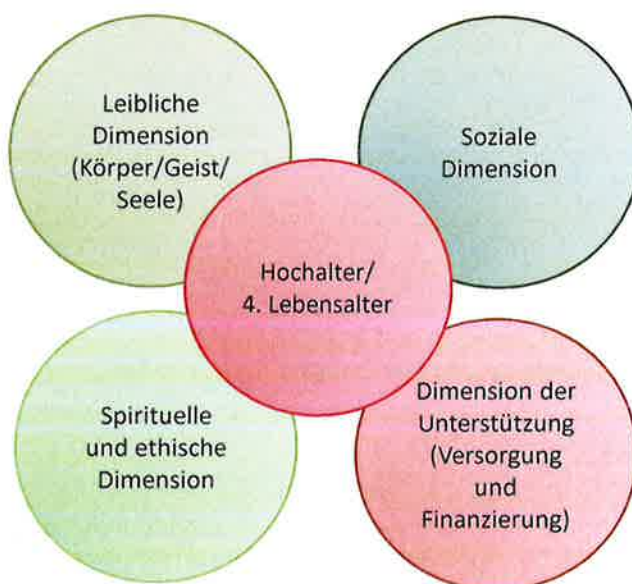 Leibliche
Dimension
(Körper/Geist/
Seele)
Soziale
Dimension
Hochalter/
4. Lebensalter
Spirituelle
und ethische
Dimension
Dimension der
Unterstützung
(Versorgung
und
Finanzierung)